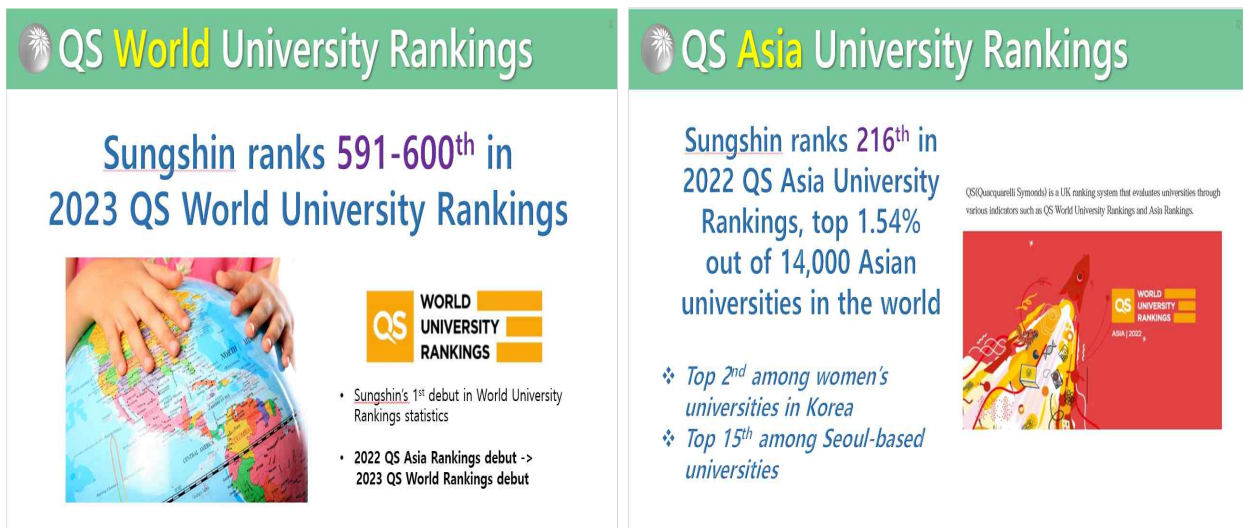 QS World University Rankings
Sungshin ranks 591-600th in
2023 QS World University Rankings
QS
WORLD
UNIVERSITY
RANKINGS
• Sungshin's 1st debut in World University
Rankings statistics
• 2022 QS Asia Rankings debut ->
2023 QS World Rankings debut
QS Asia University Rankings
Sungshin ranks 216th in
2022 QS Asia University
Rankings, top 1.54%
out of 14,000 Asian
universities in the world
❖ Top 2nd among women's
universities in Korea
❖ Top 15th among Seoul-based
universities
QS(Quacquarelli Symonds) is a UK ranking system that evaluates universities through
various indicators such as QS World University Rankings and Asia Rankings.
QS
WORLD
UNIVERSITY
RANKINGS
ASIA | 2022